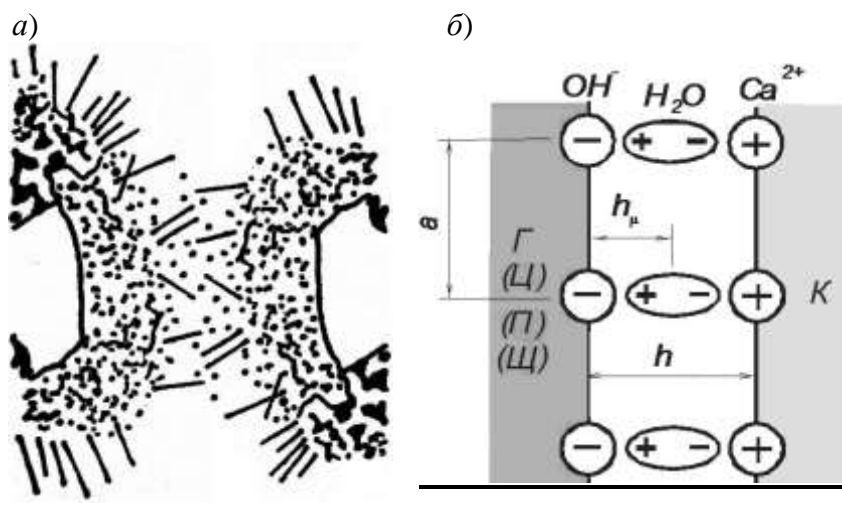 а)
б)
OH⁻ H₂O Ca²⁺
− + − +
a
h_μ
Г
(Ц)
− + − +
К
(П)
(Щ)
h
− + − +